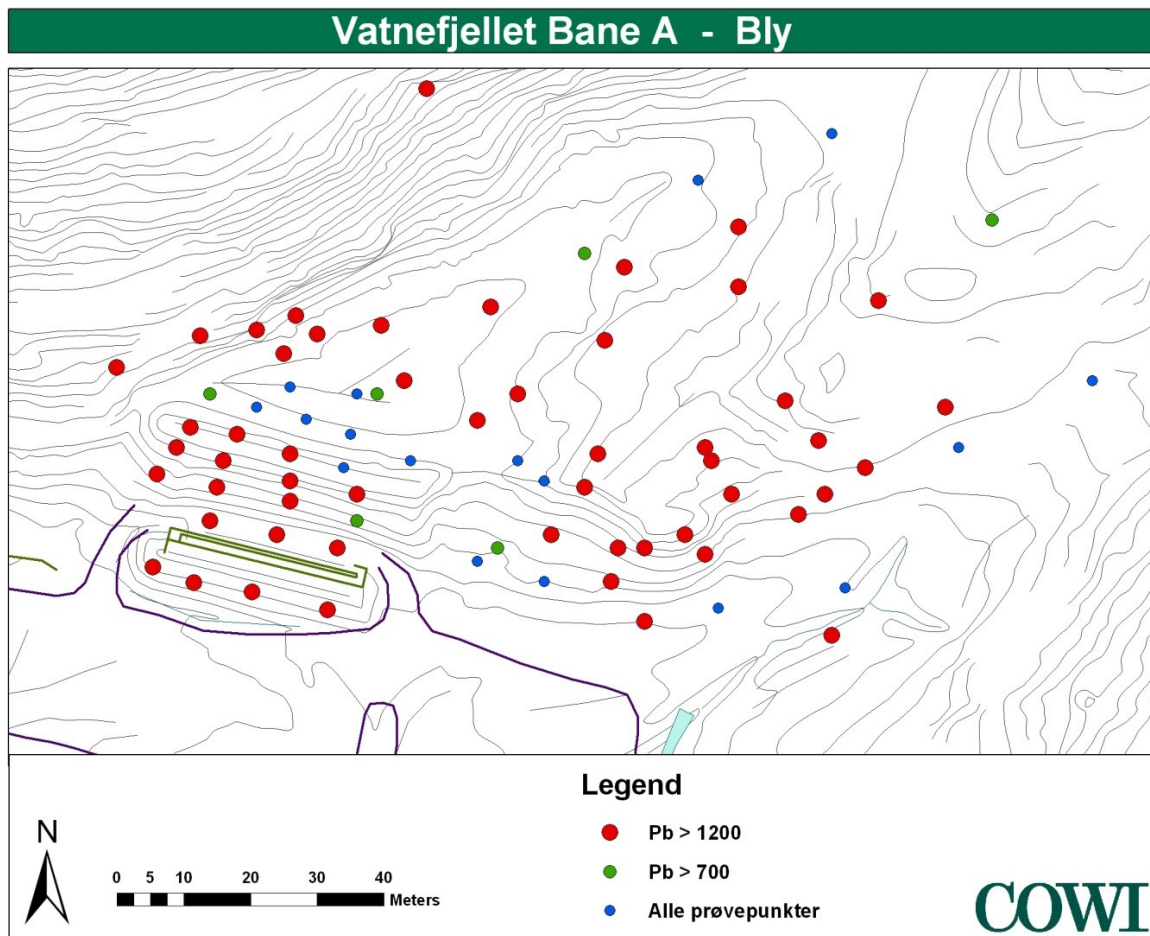 Vatnefjellet Bane A - Bly
Legend
N
Pb > 1200
0 5 10 20 30 40
Meters
Pb > 700
Alle prøvepunkter
COWI